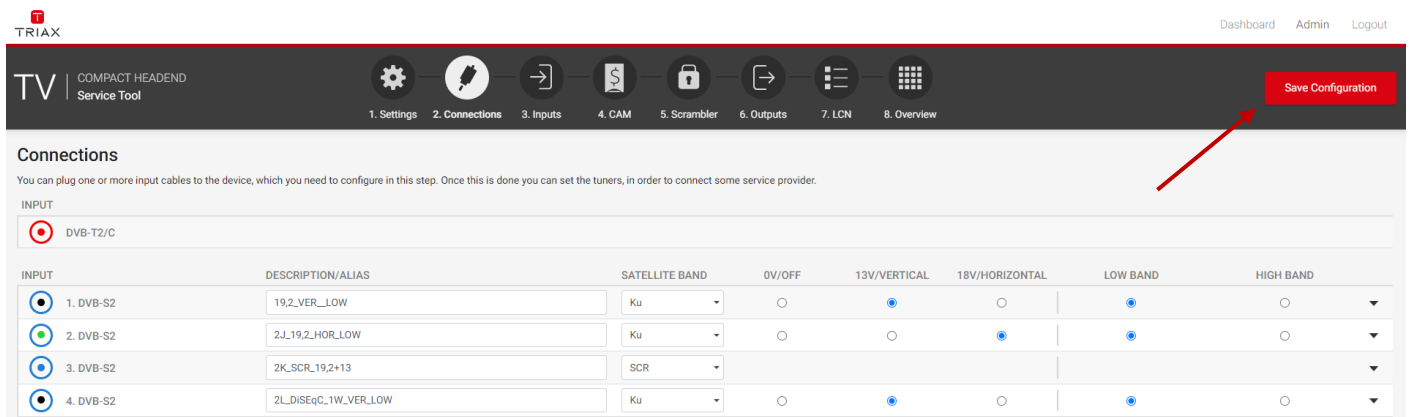 T
TRIAX
Dashboard Admin Logout
TV COMPACT HEADEND
Service Tool
1. Settings 2. Connections 3. Inputs 4. CAM 5. Scrambler 6. Outputs 7. LCN 8. Overview
Save Configuration
Connections
You can plug one or more input cables to the device, which you need to configure in this step. Once this is done you can set the tuners, in order to connect some service provider.
INPUT
DVB-T2/C
INPUT DESCRIPTION/ALIAS SATELLITE BAND 0V/OFF 13V/VERTICAL 18V/HORIZONTAL LOW BAND HIGH BAND
1. DVB-S2 19,2_VER__LOW Ku
2. DVB-S2 2J_19,2_HOR_LOW Ku
3. DVB-S2 2K_SCR_19,2+13 SCR
4. DVB-S2 2L_DiSEqC_1W_VER_LOW Ku